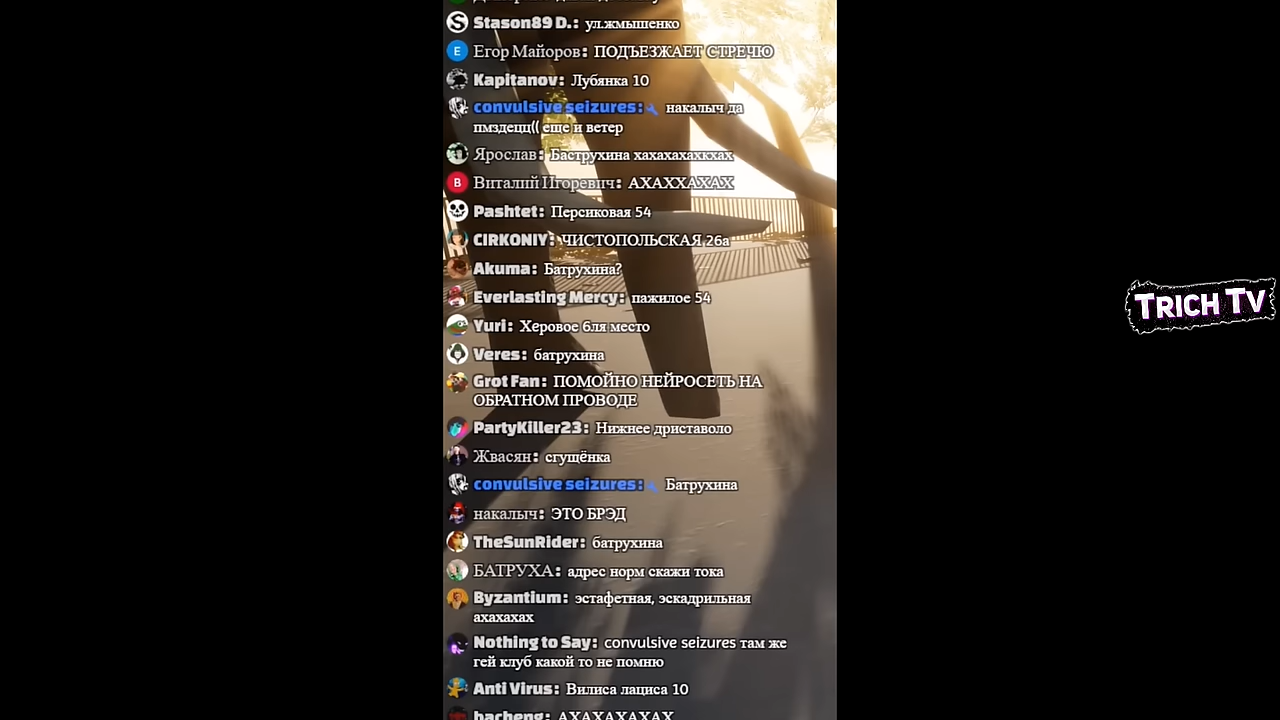 Stason89 D.: ул.жмышенко
Е Егор Майоров: ПОДЪЕЗЖАЕТ СТРЕЧЮ
Kapitanov: Лубянка 10
convulsive seizures: накалыч да
пмздецц(( еще и ветер
Ярослав: Баструхина хахахахахкхах
В Виталий Игоревич: АХАХХАХАХ
Pashtet: Персиковая 54
CIRKONIY: ЧИСТОПОЛЬСКАЯ 26а
Akuma: Батрухина?
Everlasting Mercy: пажилое 54
Yuri: Херовое бля место
Veres: батрухина
Grot Fan: ПОМОЙНО НЕЙРОСЕТЬ НА
ОБРАТНОМ ПРОВОДЕ
PartyKiller23: Нижнее дриставоло
Жвасян: сгущёнка
convulsive seizures: Батрухина
накалыч: ЭТО БРЭД
TheSunRider: батрухина
БАТРУХА: адрес норм скажи тока
Byzantium: эстафетная, эскадрильная
ахахахах
Nothing to Say: convulsive seizures там же
гей клуб какой то не помню
Anti Virus: Вилиса лациса 10
bacheng: АХАХАХАХАХ
TRICH TV